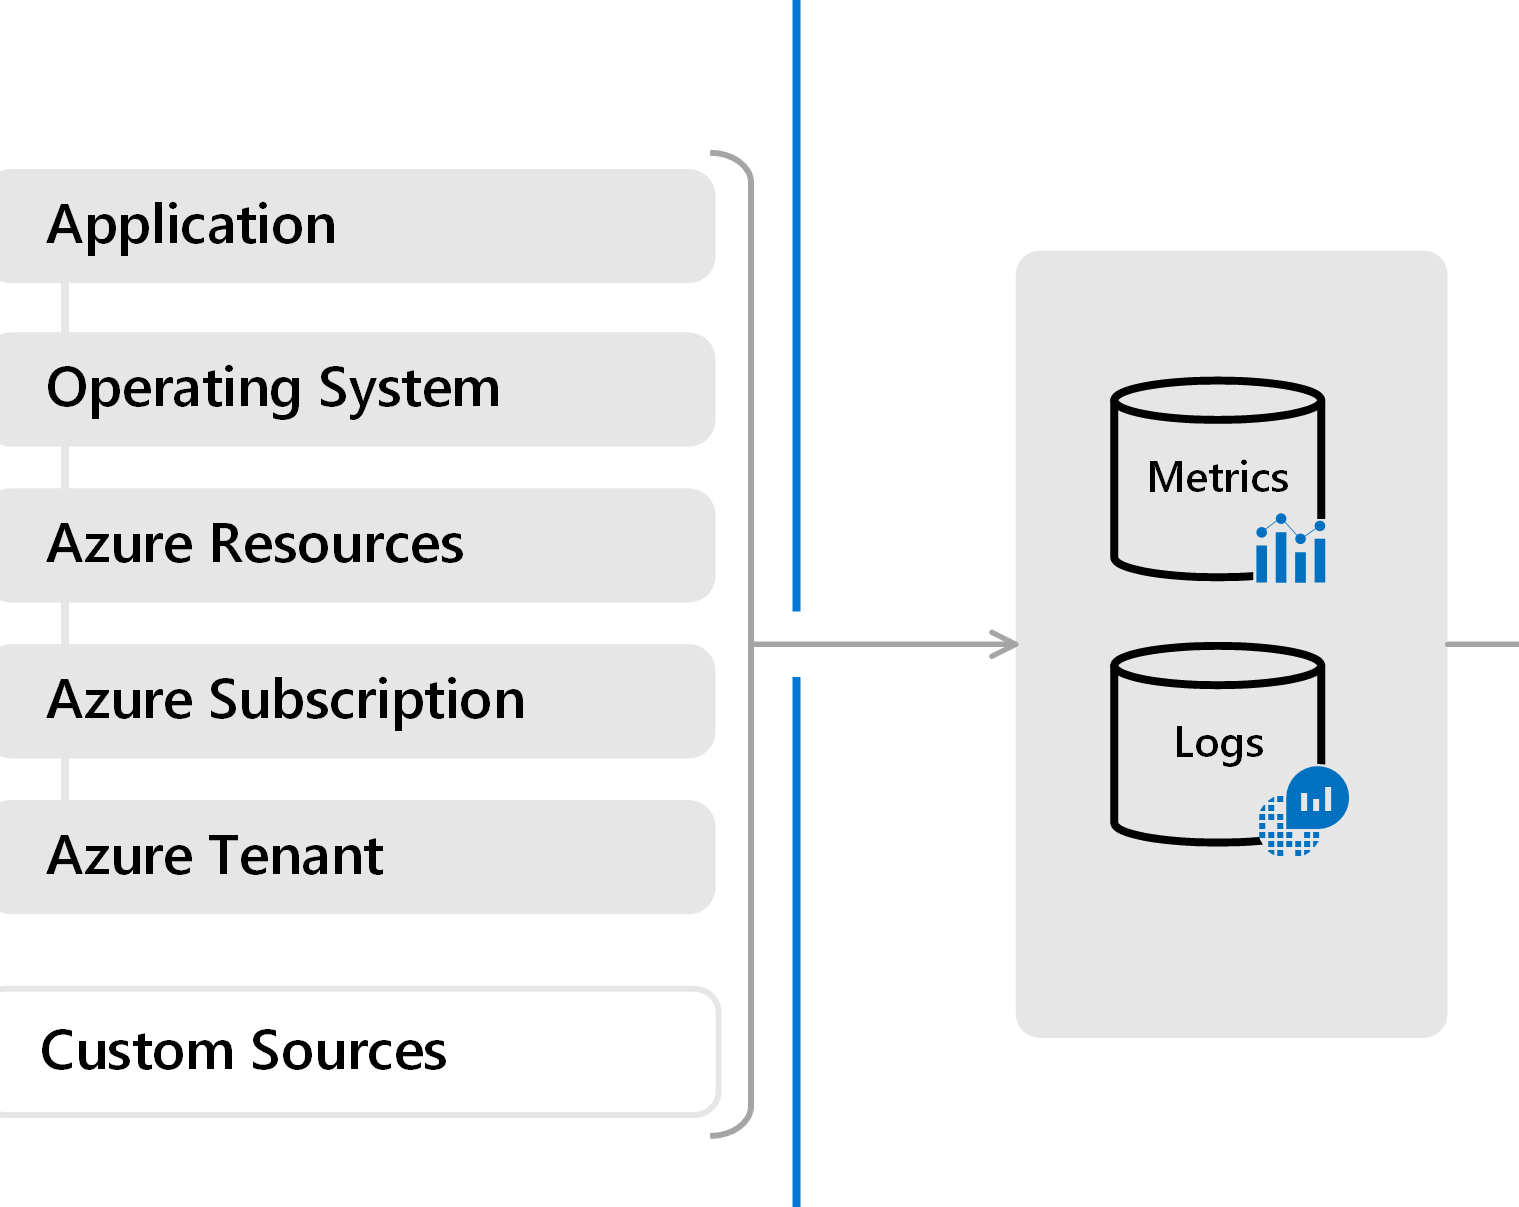 Application
Operating System
Azure Resources
Azure Subscription
Azure Tenant
Custom Sources
Metrics
Logs